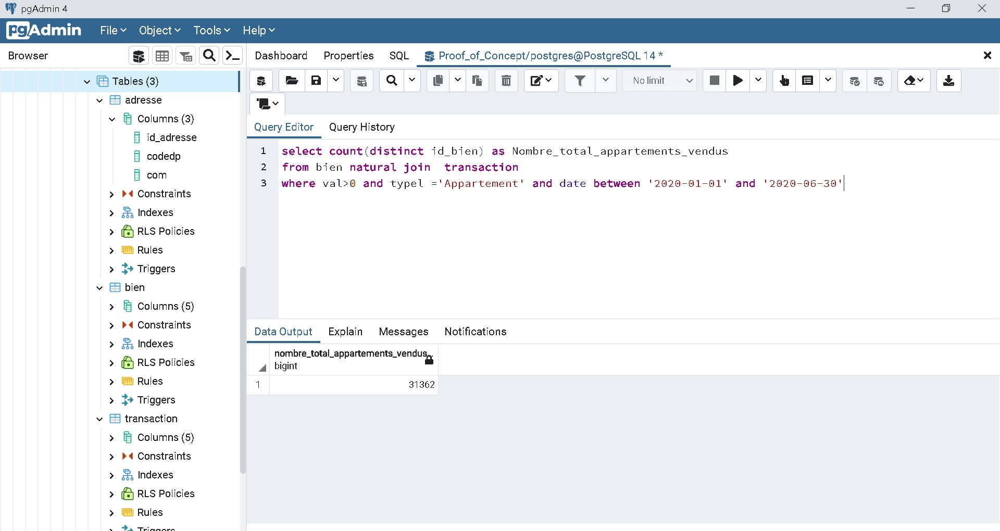 pgAdmin 4
pgAdmin File Object Tools Help
Browser
Dashboard Properties SQL Proof_of_Concept/postgres@PostgreSQL 14 *
No limit
Tables (3)
adresse
Columns (3)
id_adresse
codedp
com
Constraints
Indexes
RLS Policies
Rules
Triggers
bien
Columns (5)
Constraints
Indexes
RLS Policies
Rules
Triggers
transaction
Columns (5)
Constraints
Indexes
RLS Policies
Rules
Triggers
Query Editor Query History
1 select count(distinct id_bien) as Nombre_total_appartements_vendus
2 from bien natural join  transaction
3 where val>0 and typel ='Appartement' and date between '2020-01-01' and '2020-06-30'
Data Output Explain Messages Notifications
nombre_total_appartements_vendus..
bigint
1 31362